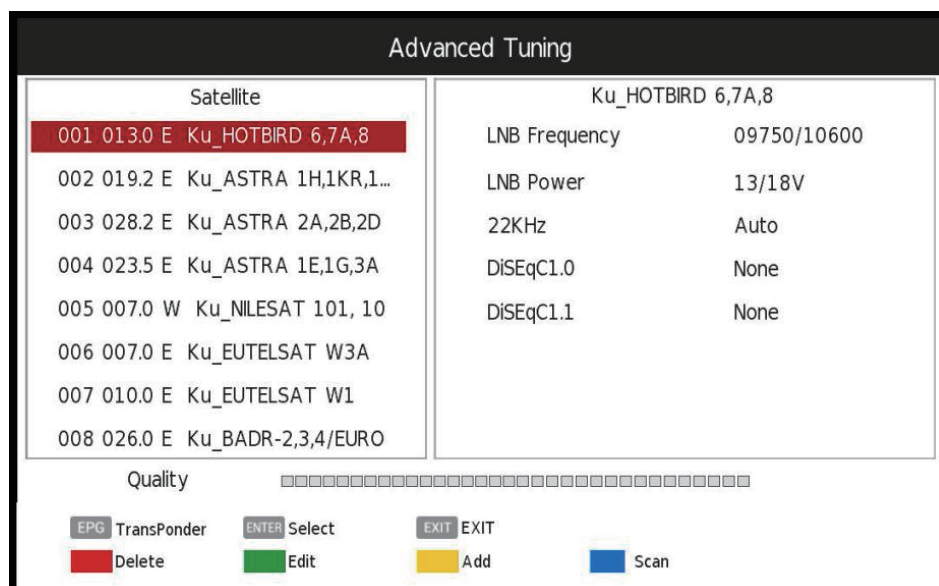 Advanced Tuning
Satellite
001 013.0 E Ku_HOTBIRD 6,7A,8
002 019.2 E Ku_ASTRA 1H,1KR,1...
003 028.2 E Ku_ASTRA 2A,2B,2D
004 023.5 E Ku_ASTRA 1E,1G,3A
005 007.0 W Ku_NILESAT 101, 10
006 007.0 E Ku_EUTELSAT W3A
007 010.0 E Ku_EUTELSAT W1
008 026.0 E Ku_BADR-2,3,4/EURO
Ku_HOTBIRD 6,7A,8
LNB Frequency 09750/10600
LNB Power 13/18V
22KHz Auto
DiSEqC1.0 None
DiSEqC1.1 None
Quality
EPG TransPonder ENTER Select EXIT EXIT
Delete Edit Add Scan